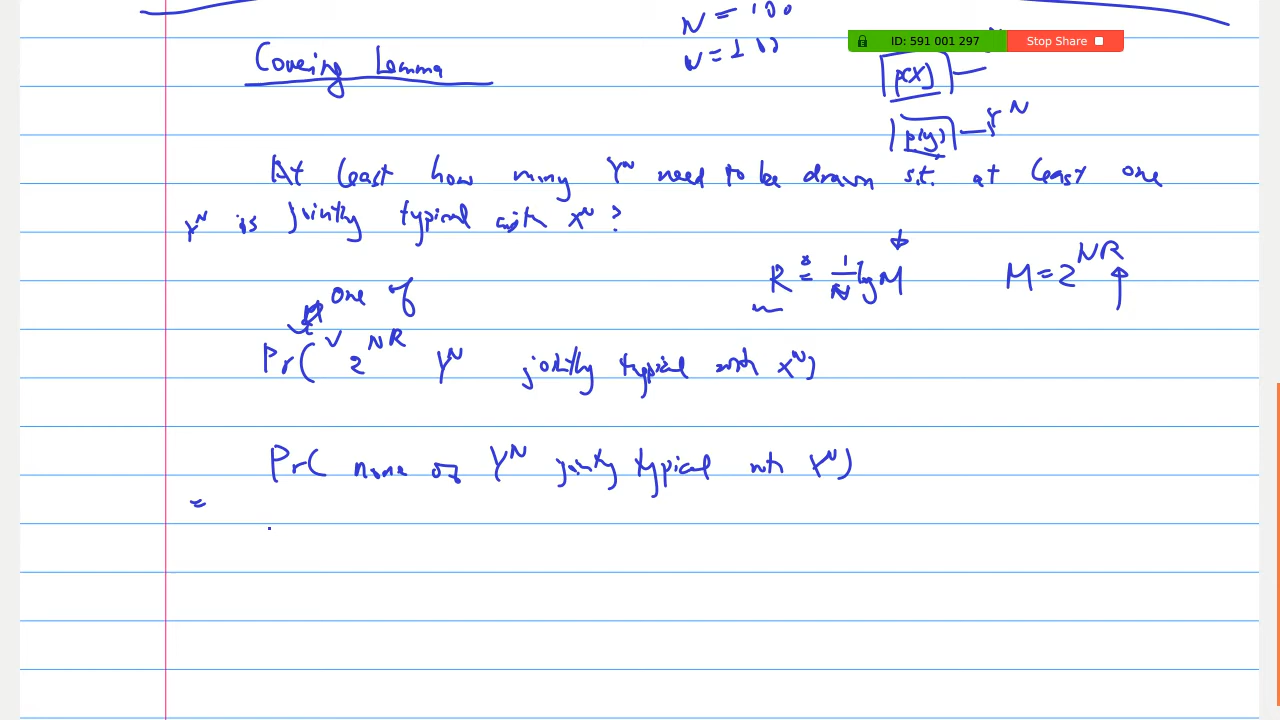 N = 100
ID: 591 001 297 Stop Share
Covering Lemma
p(x)
p(y) Y^N
At least how many Y^N need to be drawn s.t. at least one
Y^N is jointly typical with X^N ?
R ≜ 1/N log M M = 2^{NR}
one of
Pr( 2^{NR} Y^N jointly typical with X^N )
Pr( none of Y^N jointly typical with X^N )
=